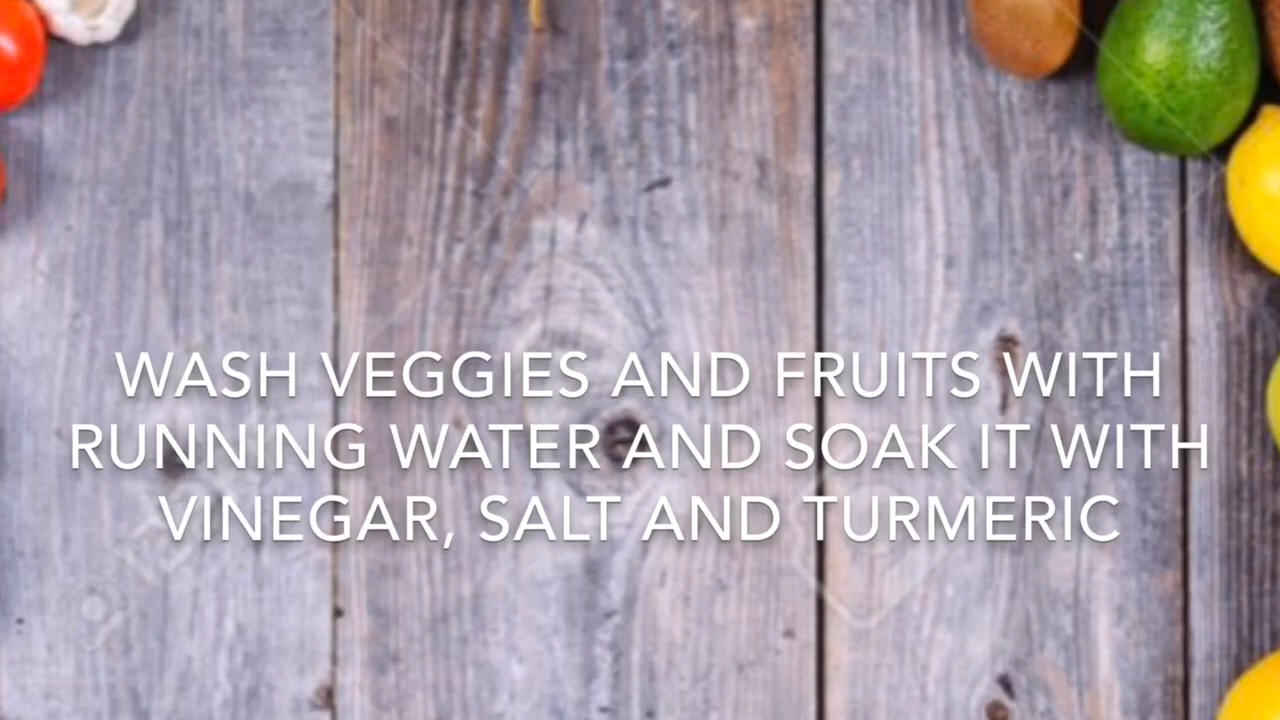 WASH VEGGIES AND FRUITS WITH
RUNNING WATER AND SOAK IT WITH
VINEGAR, SALT AND TURMERIC